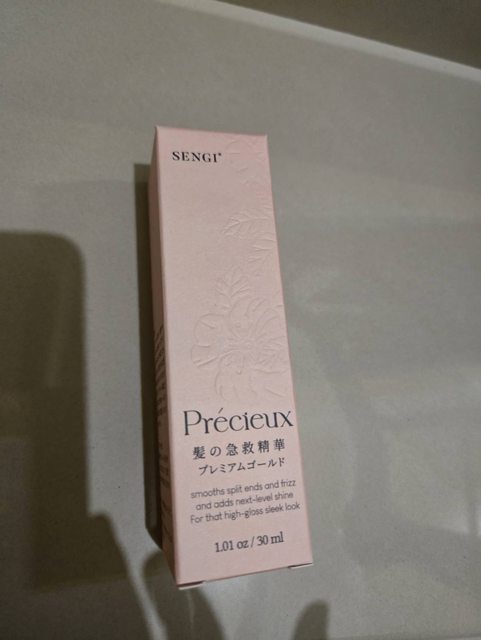 SENGI®
Précieux
髪の急救精華
プレミアムゴールド
smooths split ends and frizz
and adds next-level shine
For that high-gloss sleek look
1.01 oz / 30 ml